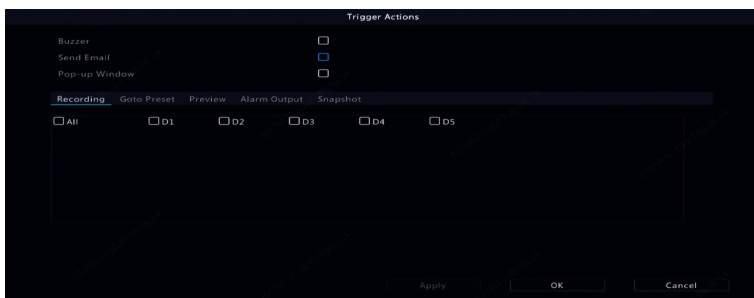 Trigger Actions
Buzzer
Send Email
Pop-up Window
Recording Goto Preset Preview Alarm Output Snapshot
All D1 D2 D3 D4 D5
Apply OK Cancel